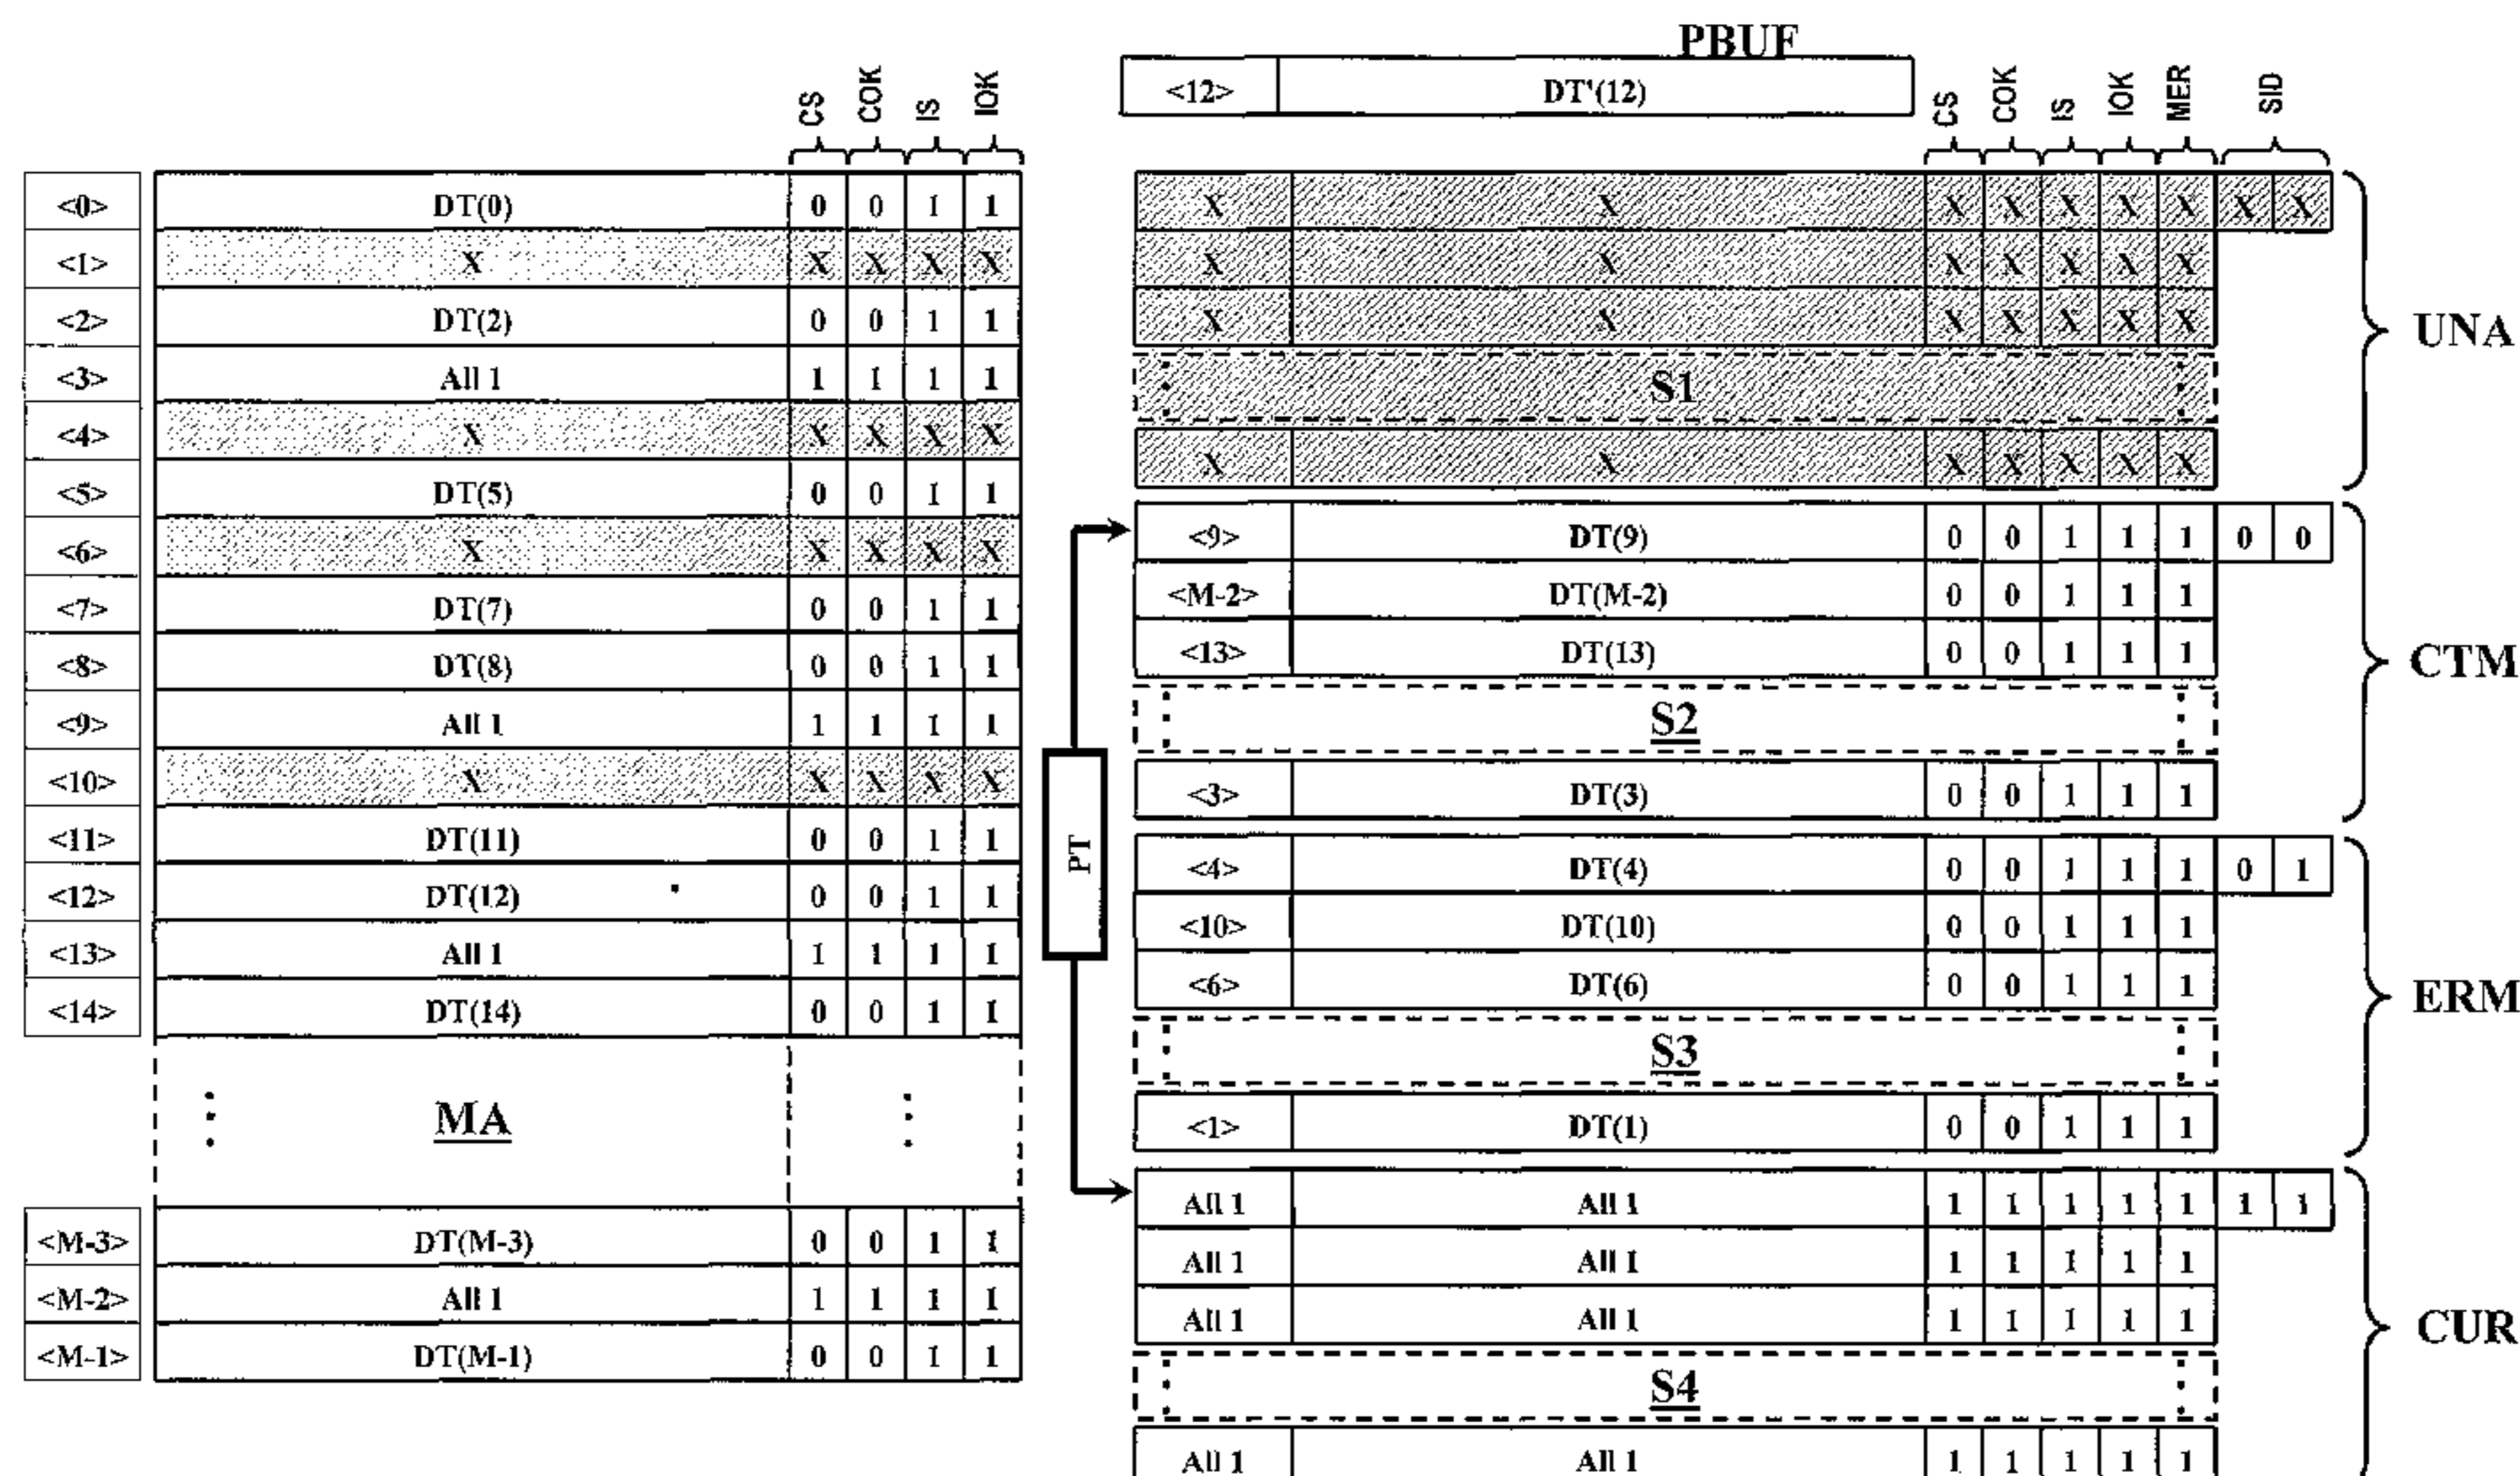 PBUF
<12> DT'(12)
CS COK IS IOK
CS COK IS IOK MER SID
<0> DT(0) 0 0 1 1
<1> X X X X X
<2> DT(2) 0 0 1 1
<3> All 1 1 1 1 1
<4> X X X X X
<5> DT(5) 0 0 1 1
<6> X X X X X
<7> DT(7) 0 0 1 1
<8> DT(8) 0 0 1 1
<9> All 1 1 1 1 1
<10> X X X X X
<11> DT(11) 0 0 1 1
<12> DT(12) 0 0 1 1
<13> All 1 1 1 1 1
<14> DT(14) 0 0 1 1
MA
<M-3> DT(M-3) 0 0 1 1
<M-2> All 1 1 1 1 1
<M-1> DT(M-1) 0 0 1 1
PT
X X X X X X X X X
X X X X X X X
X X X X X X X
S1
X X X X X X X
UNA
<9> DT(9) 0 0 1 1 1 0 0
<M-2> DT(M-2) 0 0 1 1 1
<13> DT(13) 0 0 1 1 1
S2
<3> DT(3) 0 0 1 1 1
CTM
<4> DT(4) 0 0 1 1 1 0 1
<10> DT(10) 0 0 1 1 1
<6> DT(6) 0 0 1 1 1
S3
<1> DT(1) 0 0 1 1 1
ERM
All 1 All 1 1 1 1 1 1 1 1
All 1 All 1 1 1 1 1 1
All 1 All 1 1 1 1 1 1
S4
All 1 All 1 1 1 1 1 1
CUR